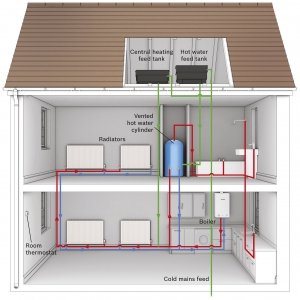 Central heating
feed tank
Hot water
feed tank
Vented
hot water
cylinder
Radiators
Boiler
Room
thermostat
Cold mains feed